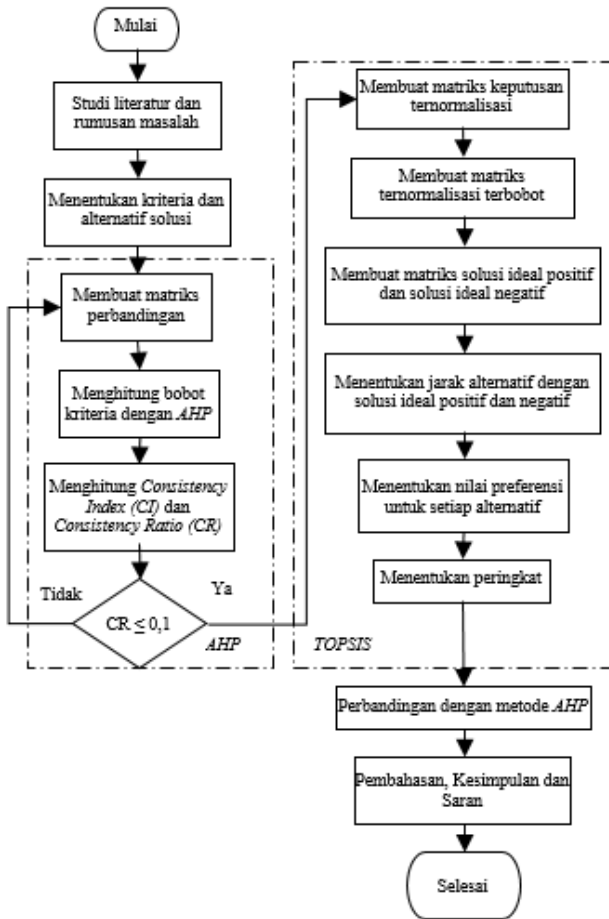 Mulai
Studi literatur dan
rumusan masalah
Menentukan kriteria dan
alternatif solusi
Membuat matriks
perbandingan
Menghitung bobot
kriteria dengan AHP
Menghitung Consistency
Index (CI) dan
Consistency Ratio (CR)
Tidak
Ya
CR ≤ 0,1
AHP
Membuat matriks keputusan
ternormalisasi
Membuat matriks
ternormalisasi terbobot
Membuat matriks solusi ideal positif
dan solusi ideal negatif
Menentukan jarak alternatif dengan
solusi ideal positif dan negatif
Menentukan nilai preferensi
untuk setiap alternatif
Menentukan peringkat
TOPSIS
Perbandingan dengan metode AHP
Pembahasan, Kesimpulan dan
Saran
Selesai